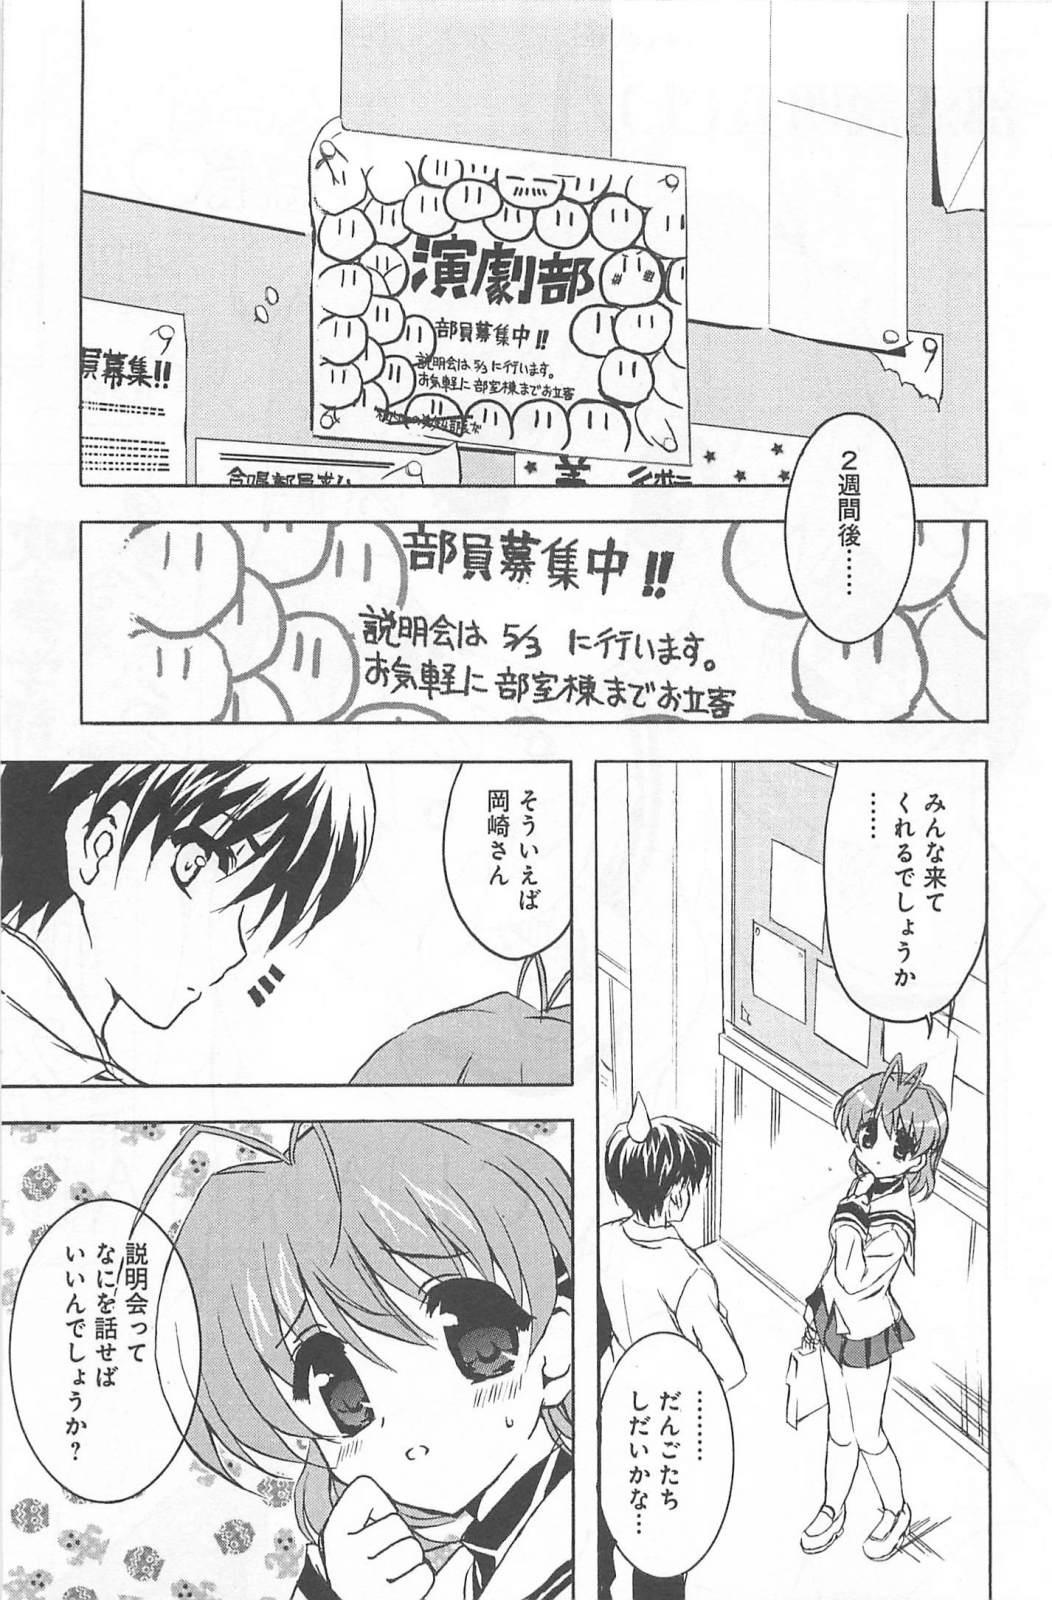 演劇部
部員募集中!!
説明会は5/3に行います。
お気軽に部室棟までお立寄
員募集!!
2週間後……
部員募集中!!
説明会は 5/3 に行います。
お気軽に部室棟までお立寄
みんな来て
くれるでしょうか
……
………
だんごたち
しだいかな…
そういえば
岡崎さん
説明会って
なにを話せば
いいんでしょうか?